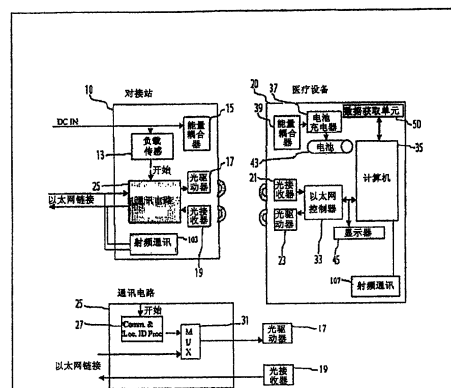 对接站
医疗设备
10
20
15
37
数据获取单元
50
DC IN
能量耦合器
39
能量耦合器
电池充电器
35
负载传感
13
17
43
电池
开始
光驱动器
21
光接收器
计算机
25
通讯电路
以太网链接
以太网控制器
光接收器
光驱动器
显示器
射频通讯
103
19
23
33
45
107
射频通讯
通讯电路
25
开始
31
27
Comm. & Loc. ID Proc
M
U
X
光驱动器
17
以太网链接
光接收器
19